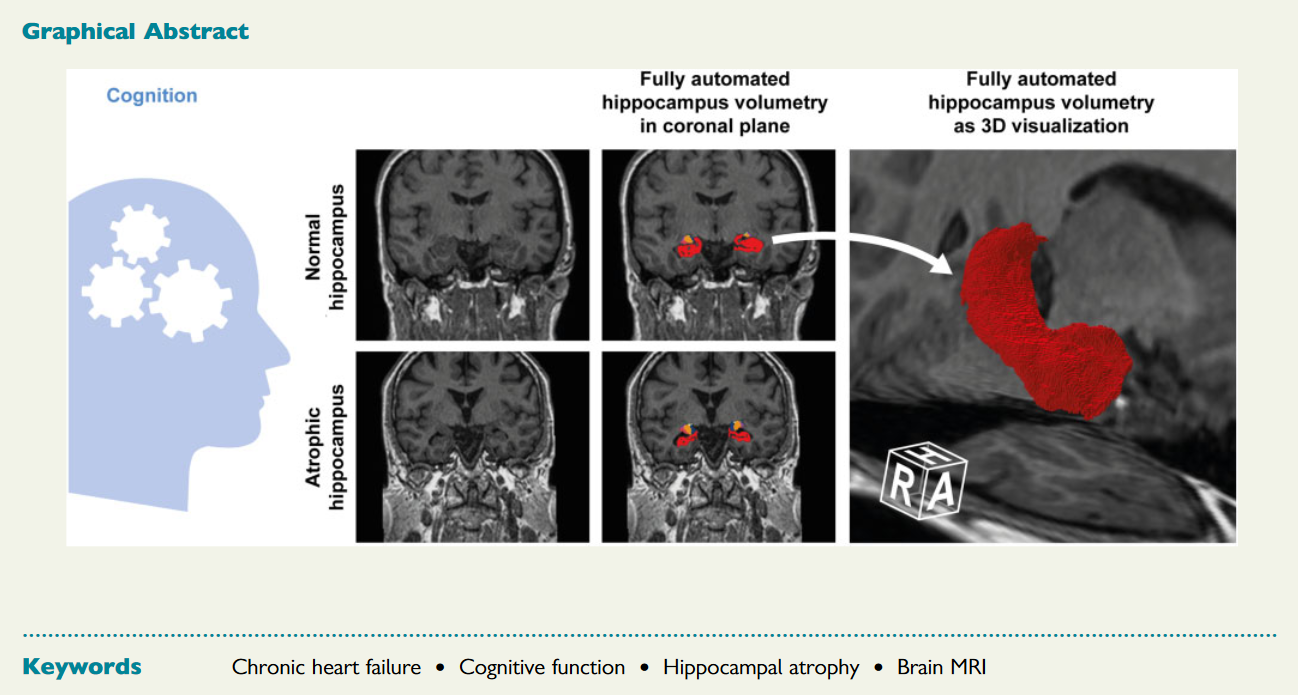 Graphical Abstract
Cognition
Fully automated
hippocampus volumetry
in coronal plane
Fully automated
hippocampus volumetry
as 3D visualization
Normal
hippocampus
Atrophic
hippocampus
H
R A
Keywords Chronic heart failure • Cognitive function • Hippocampal atrophy • Brain MRI